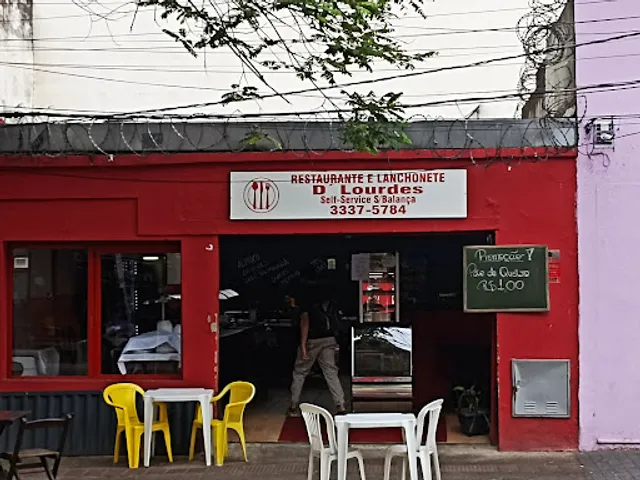 RESTAURANTE E LANCHONETE
D´ Lourdes
Self-Service S/Balança
3337-5784
Promoção
Pão de Queijo
R$1,00